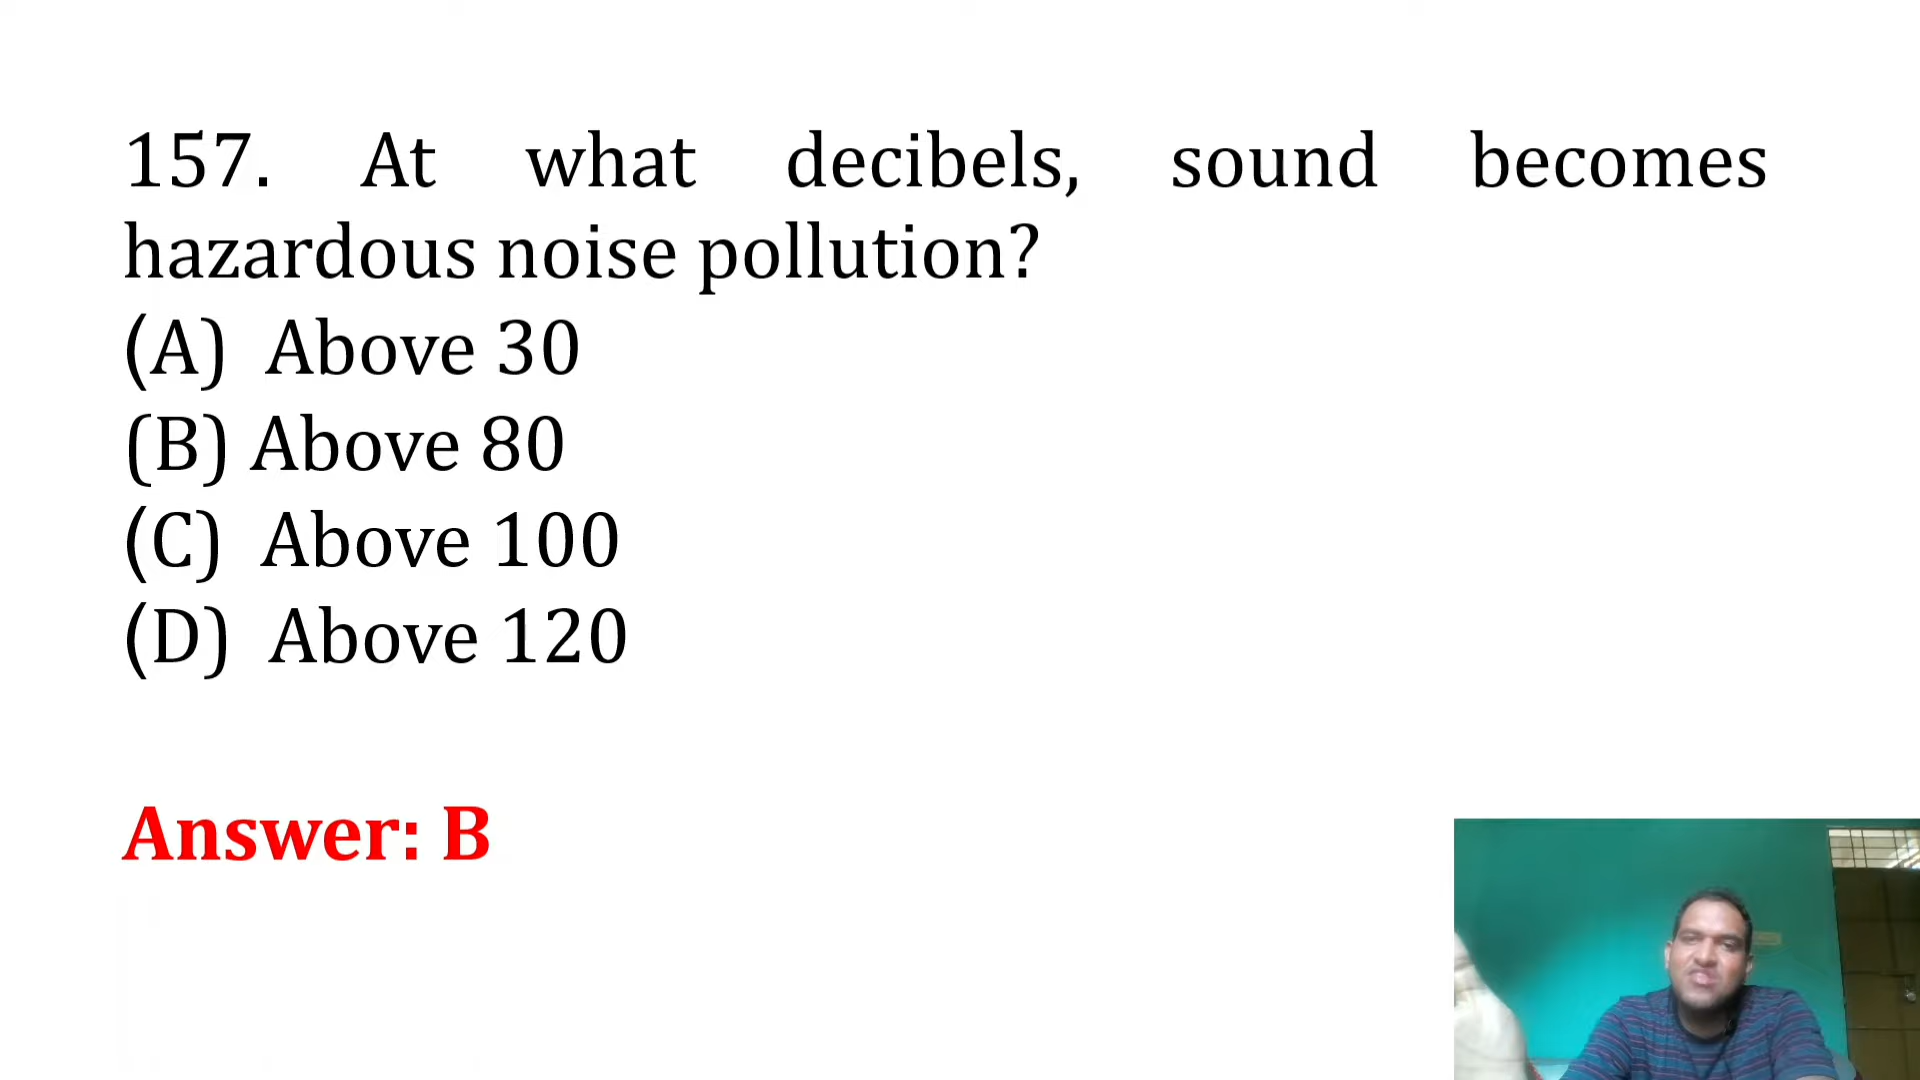 157. At what decibels, sound becomes
hazardous noise pollution?
(A) Above 30
(B) Above 80
(C) Above 100
(D) Above 120
Answer: B